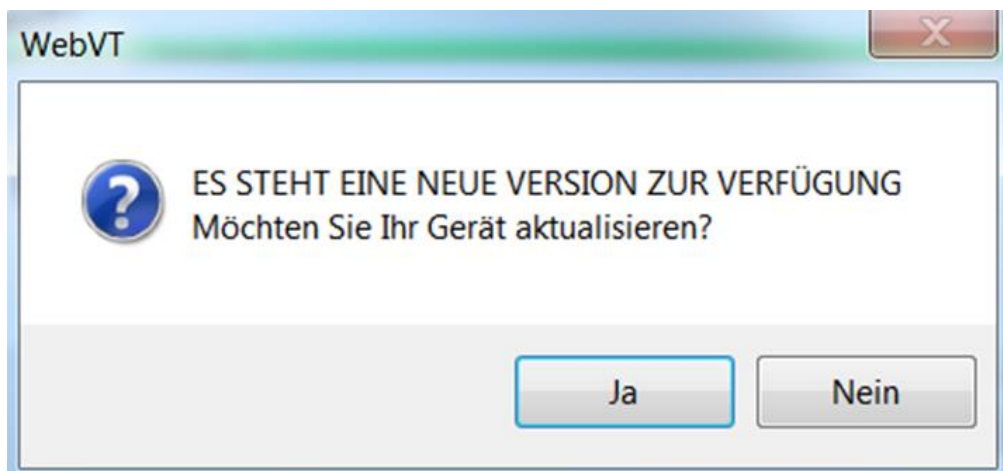 WebVT
ES STEHT EINE NEUE VERSION ZUR VERFÜGUNG
Möchten Sie Ihr Gerät aktualisieren?
Ja
Nein